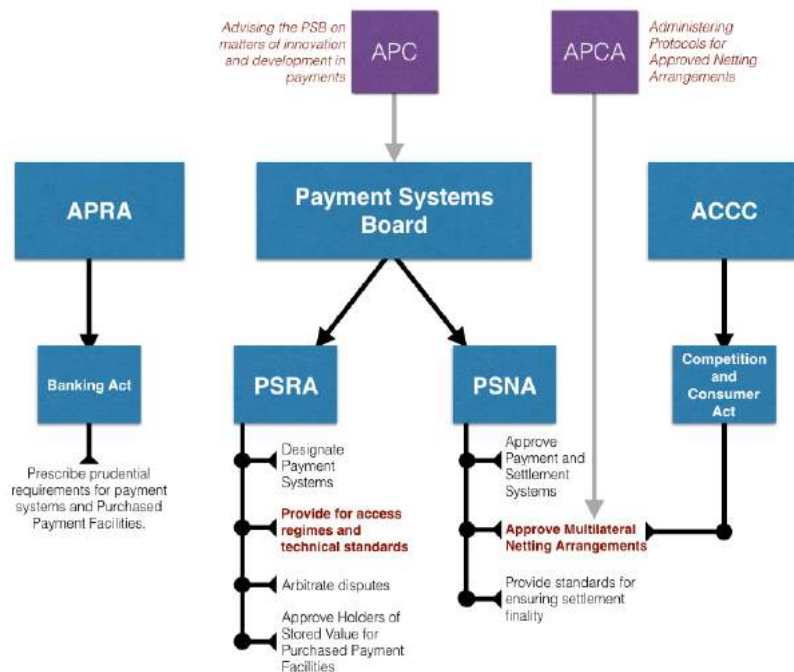 Advising the PSB on
matters of innovation
and development in
payments
APC
APCA
Administering
Protocols for
Approved Netting
Arrangements
APRA
Payment Systems
Board
ACCC
Banking Act
PSRA
PSNA
Competition
and
Consumer
Act
Prescribe prudential
requirements for payment
systems and Purchased
Payment Facilities.
Designate
Payment
Systems
Provide for access
regimes and
technical standards
Arbitrate disputes
Approve Holders of
Stored Value for
Purchased Payment
Facilities
Approve
Payment and
Settlement
Systems
Approve Multilateral
Netting Arrangements
Provide standards for
ensuring settlement
finality